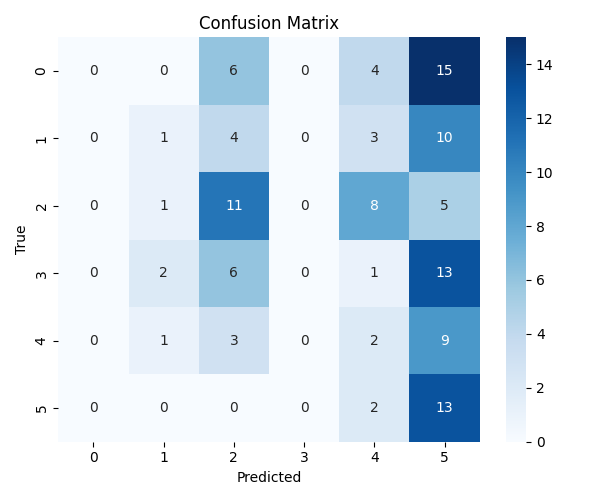 Confusion Matrix
0 0 0 6 0 4 15
1 0 1 4 0 3 10
2 0 1 11 0 8 5
3 0 2 6 0 1 13
4 0 1 3 0 2 9
5 0 0 0 0 2 13
0 1 2 3 4 5
Predicted
True
14
12
10
8
6
4
2
0